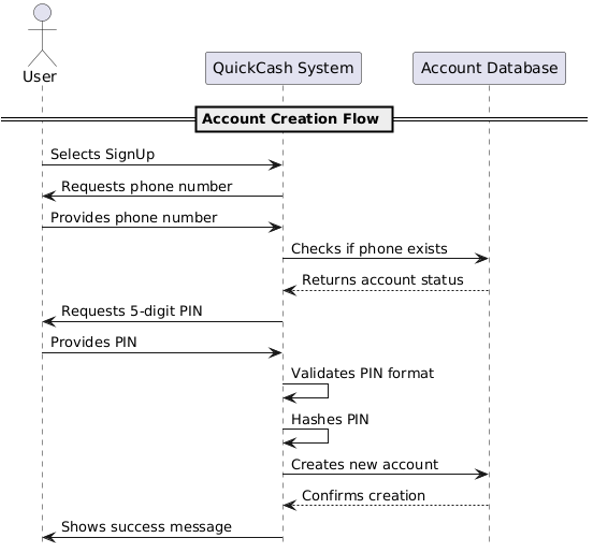 User
QuickCash System
Account Database
Account Creation Flow
Selects SignUp
Requests phone number
Provides phone number
Checks if phone exists
Returns account status
Requests 5-digit PIN
Provides PIN
Validates PIN format
Hashes PIN
Creates new account
Confirms creation
Shows success message